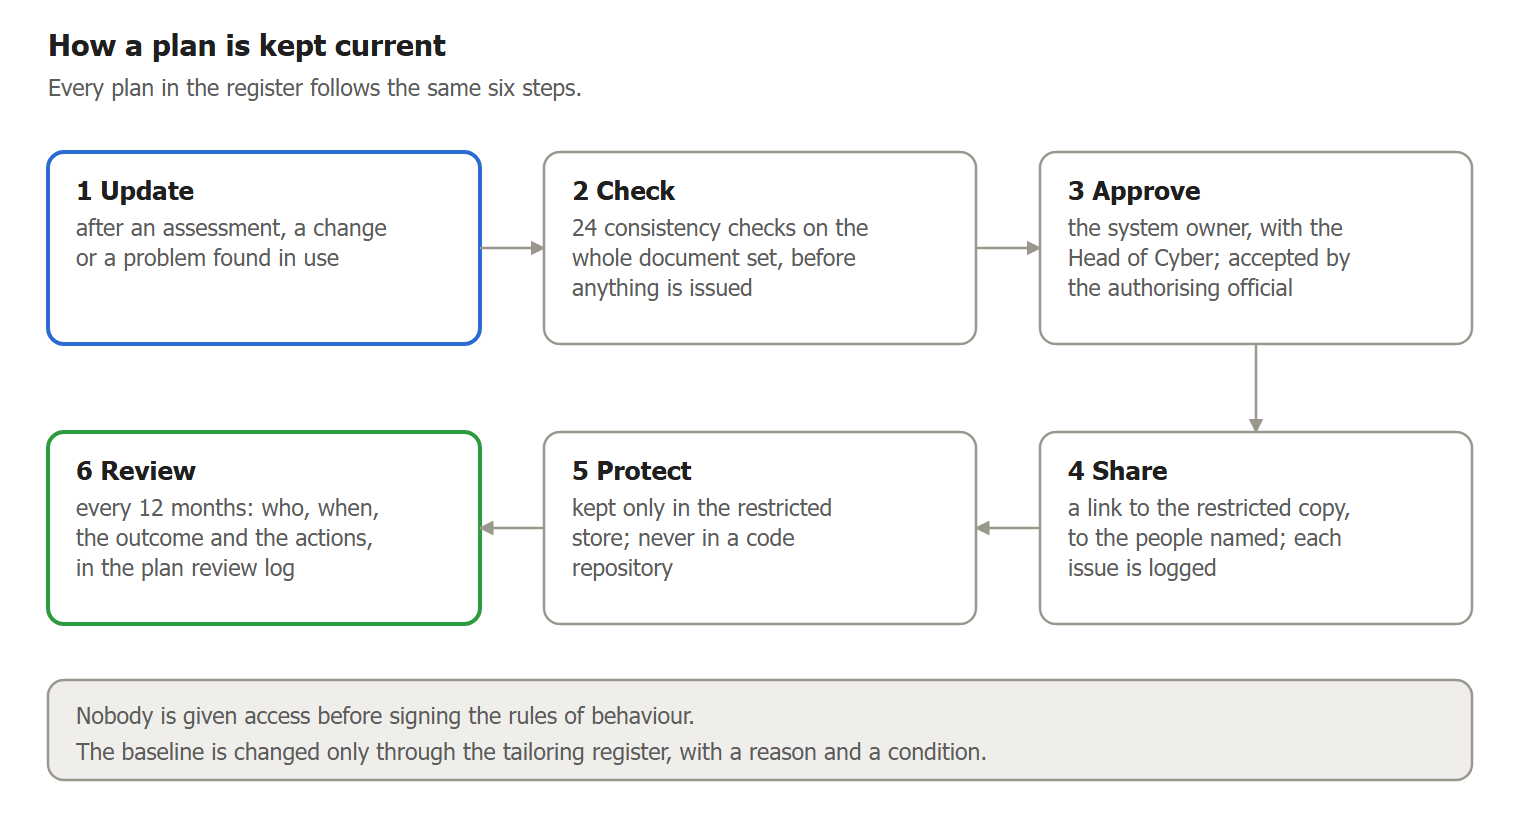 How a plan is kept current
Every plan in the register follows the same six steps.
1 Update
after an assessment, a change
or a problem found in use
2 Check
24 consistency checks on the
whole document set, before
anything is issued
3 Approve
the system owner, with the
Head of Cyber; accepted by
the authorising official
4 Share
a link to the restricted copy,
to the people named; each
issue is logged
5 Protect
kept only in the restricted
store; never in a code
repository
6 Review
every 12 months: who, when,
the outcome and the actions,
in the plan review log
Nobody is given access before signing the rules of behaviour.
The baseline is changed only through the tailoring register, with a reason and a condition.